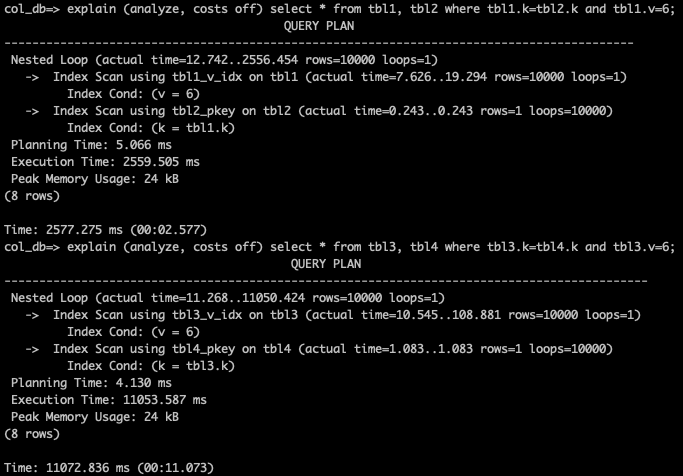 col_db=> explain (analyze, costs off) select * from tbl1, tbl2 where tbl1.k=tbl2.k and tbl1.v=6;
                                        QUERY PLAN
------------------------------------------------------------------------------------------
 Nested Loop (actual time=12.742..2556.454 rows=10000 loops=1)
   ->  Index Scan using tbl1_v_idx on tbl1 (actual time=7.626..19.294 rows=10000 loops=1)
         Index Cond: (v = 6)
   ->  Index Scan using tbl2_pkey on tbl2 (actual time=0.243..0.243 rows=1 loops=10000)
         Index Cond: (k = tbl1.k)
 Planning Time: 5.066 ms
 Execution Time: 2559.505 ms
 Peak Memory Usage: 24 kB
(8 rows)

Time: 2577.275 ms (00:02.577)
col_db=> explain (analyze, costs off) select * from tbl3, tbl4 where tbl3.k=tbl4.k and tbl3.v=6;
                                         QUERY PLAN
--------------------------------------------------------------------------------------------
 Nested Loop (actual time=11.268..11050.424 rows=10000 loops=1)
   ->  Index Scan using tbl3_v_idx on tbl3 (actual time=10.545..108.881 rows=10000 loops=1)
         Index Cond: (v = 6)
   ->  Index Scan using tbl4_pkey on tbl4 (actual time=1.083..1.083 rows=1 loops=10000)
         Index Cond: (k = tbl3.k)
 Planning Time: 4.130 ms
 Execution Time: 11053.587 ms
 Peak Memory Usage: 24 kB
(8 rows)

Time: 11072.836 ms (00:11.073)